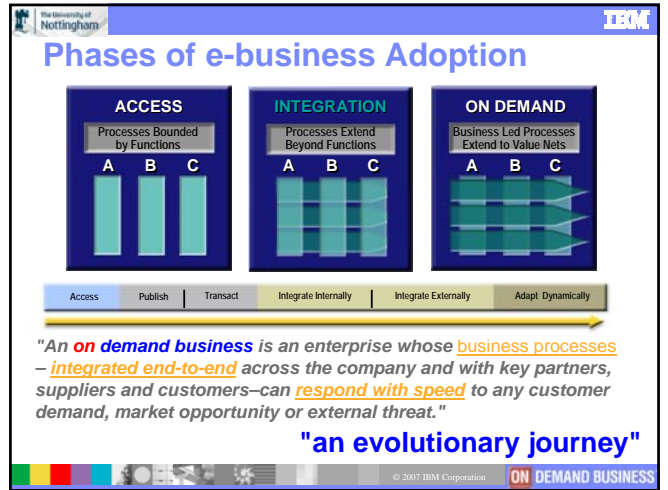 The University of
Nottingham
IBM
Phases of e-business Adoption
ACCESS
Processes Bounded
by Functions
A B C
INTEGRATION
Processes Extend
Beyond Functions
A B C
ON DEMAND
Business Led Processes
Extend to Value Nets
A B C
Access Publish Transact Integrate Internally Integrate Externally Adapt Dynamically
"An on demand business is an enterprise whose business processes
– integrated end-to-end across the company and with key partners,
suppliers and customers–can respond with speed to any customer
demand, market opportunity or external threat."
"an evolutionary journey"
© 2007 IBM Corporation
ON DEMAND BUSINESS